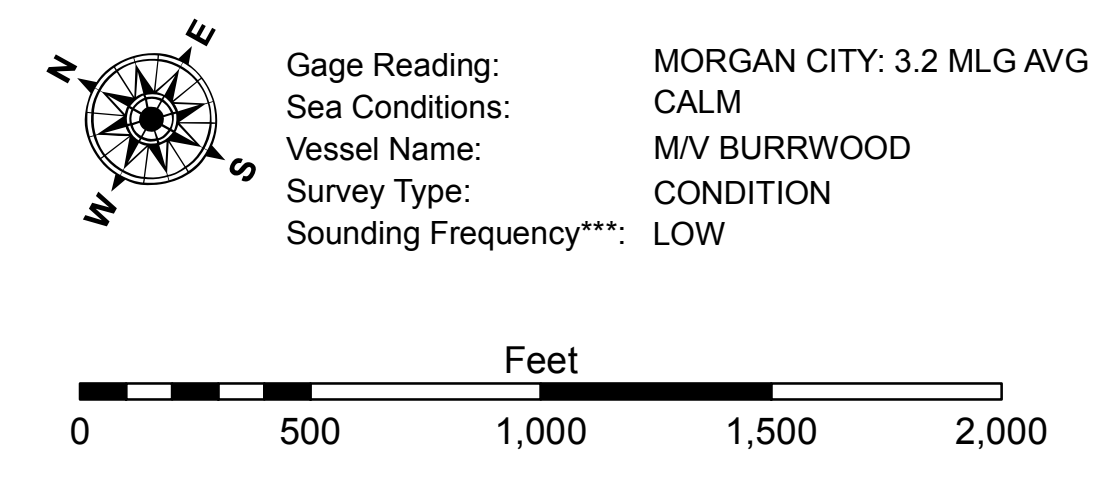 N E S W
Gage Reading: MORGAN CITY: 3.2 MLG AVG
Sea Conditions: CALM
Vessel Name: M/V BURRWOOD
Survey Type: CONDITION
Sounding Frequency***: LOW
Feet
0 500 1,000 1,500 2,000